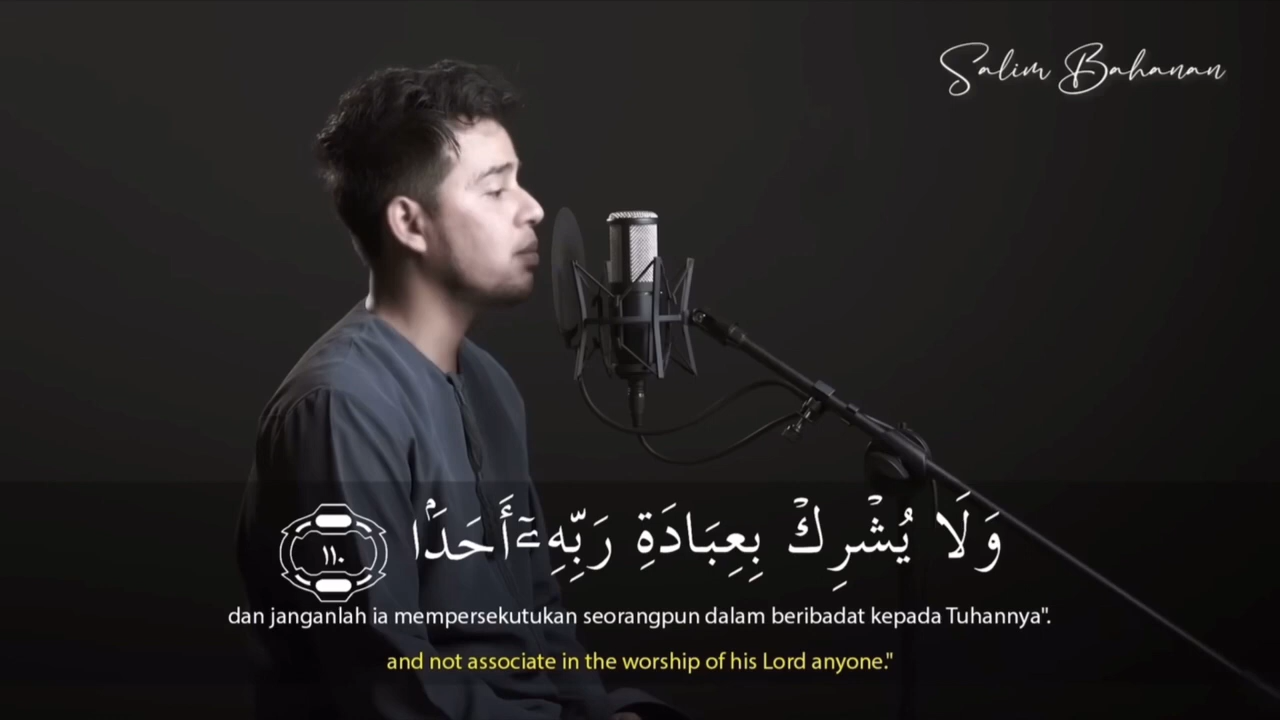 Salim Bahanan
وَلَا يُشْرِكْ بِعِبَادَةِ رَبِّهِۦٓ أَحَدًۢا ١١٠
dan janganlah ia mempersekutukan seorangpun dalam beribadat kepada Tuhannya".
and not associate in the worship of his Lord anyone."